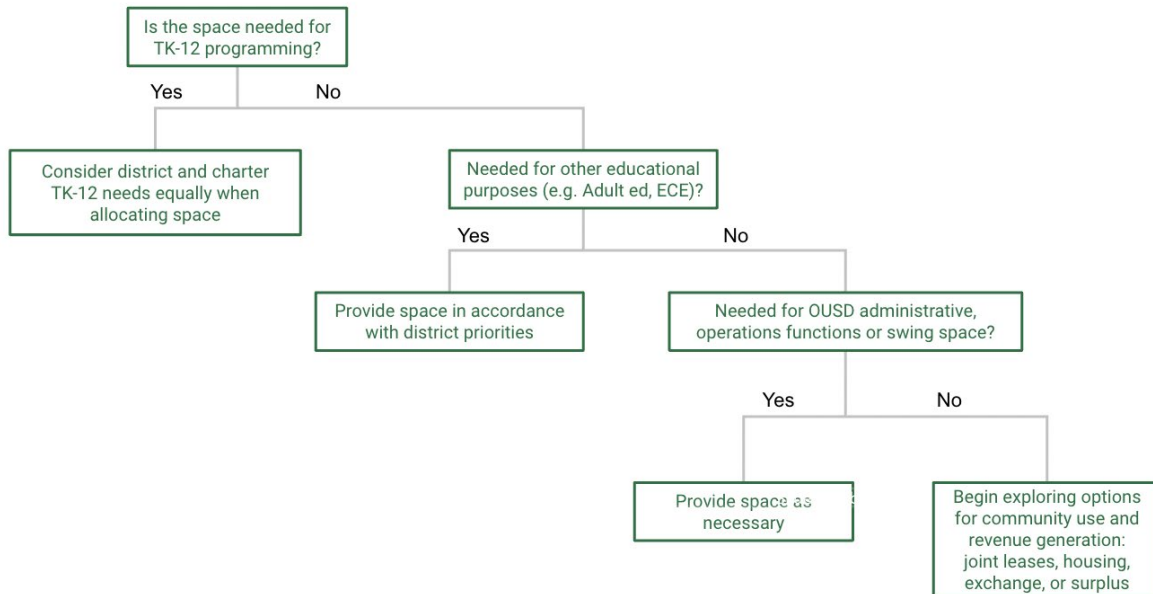 Is the space needed for
TK-12 programming?
Yes
No
Consider district and charter
TK-12 needs equally when
allocating space
Needed for other educational
purposes (e.g. Adult ed, ECE)?
Yes
No
Provide space in accordance
with district priorities
Needed for OUSD administrative,
operations functions or swing space?
Yes
No
Provide space as
necessary
Begin exploring options
for community use and
revenue generation:
joint leases, housing,
exchange, or surplus